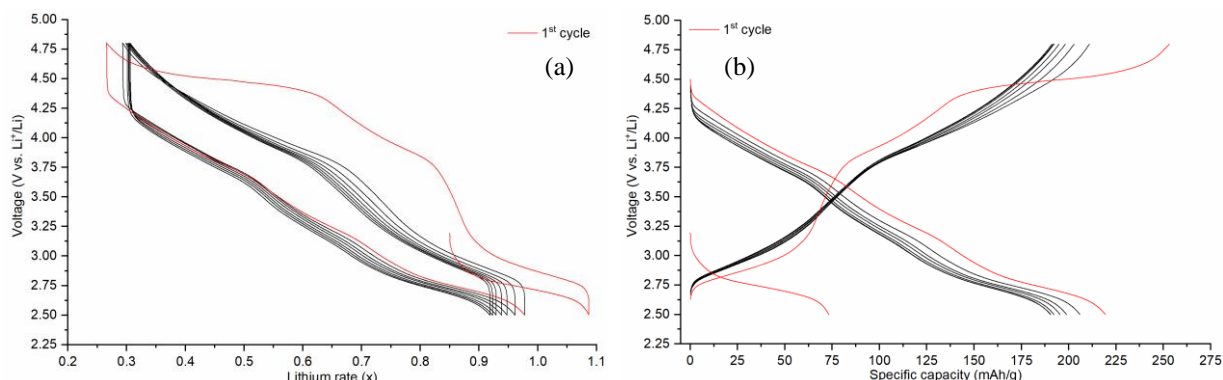 5.00
4.75
4.50
4.25
4.00
3.75
3.50
3.25
3.00
2.75
2.50
2.25
Voltage (V vs. Li⁺/Li)
0.2 0.3 0.4 0.5 0.6 0.7 0.8 0.9 1.0 1.1
Lithium rate (x)
1st cycle
(a)
5.00
4.75
4.50
4.25
4.00
3.75
3.50
3.25
3.00
2.75
2.50
2.25
Voltage (V vs. Li⁺/Li)
0 25 50 75 100 125 150 175 200 225 250 275
Specific capacity (mAh/g)
1st cycle
(b)